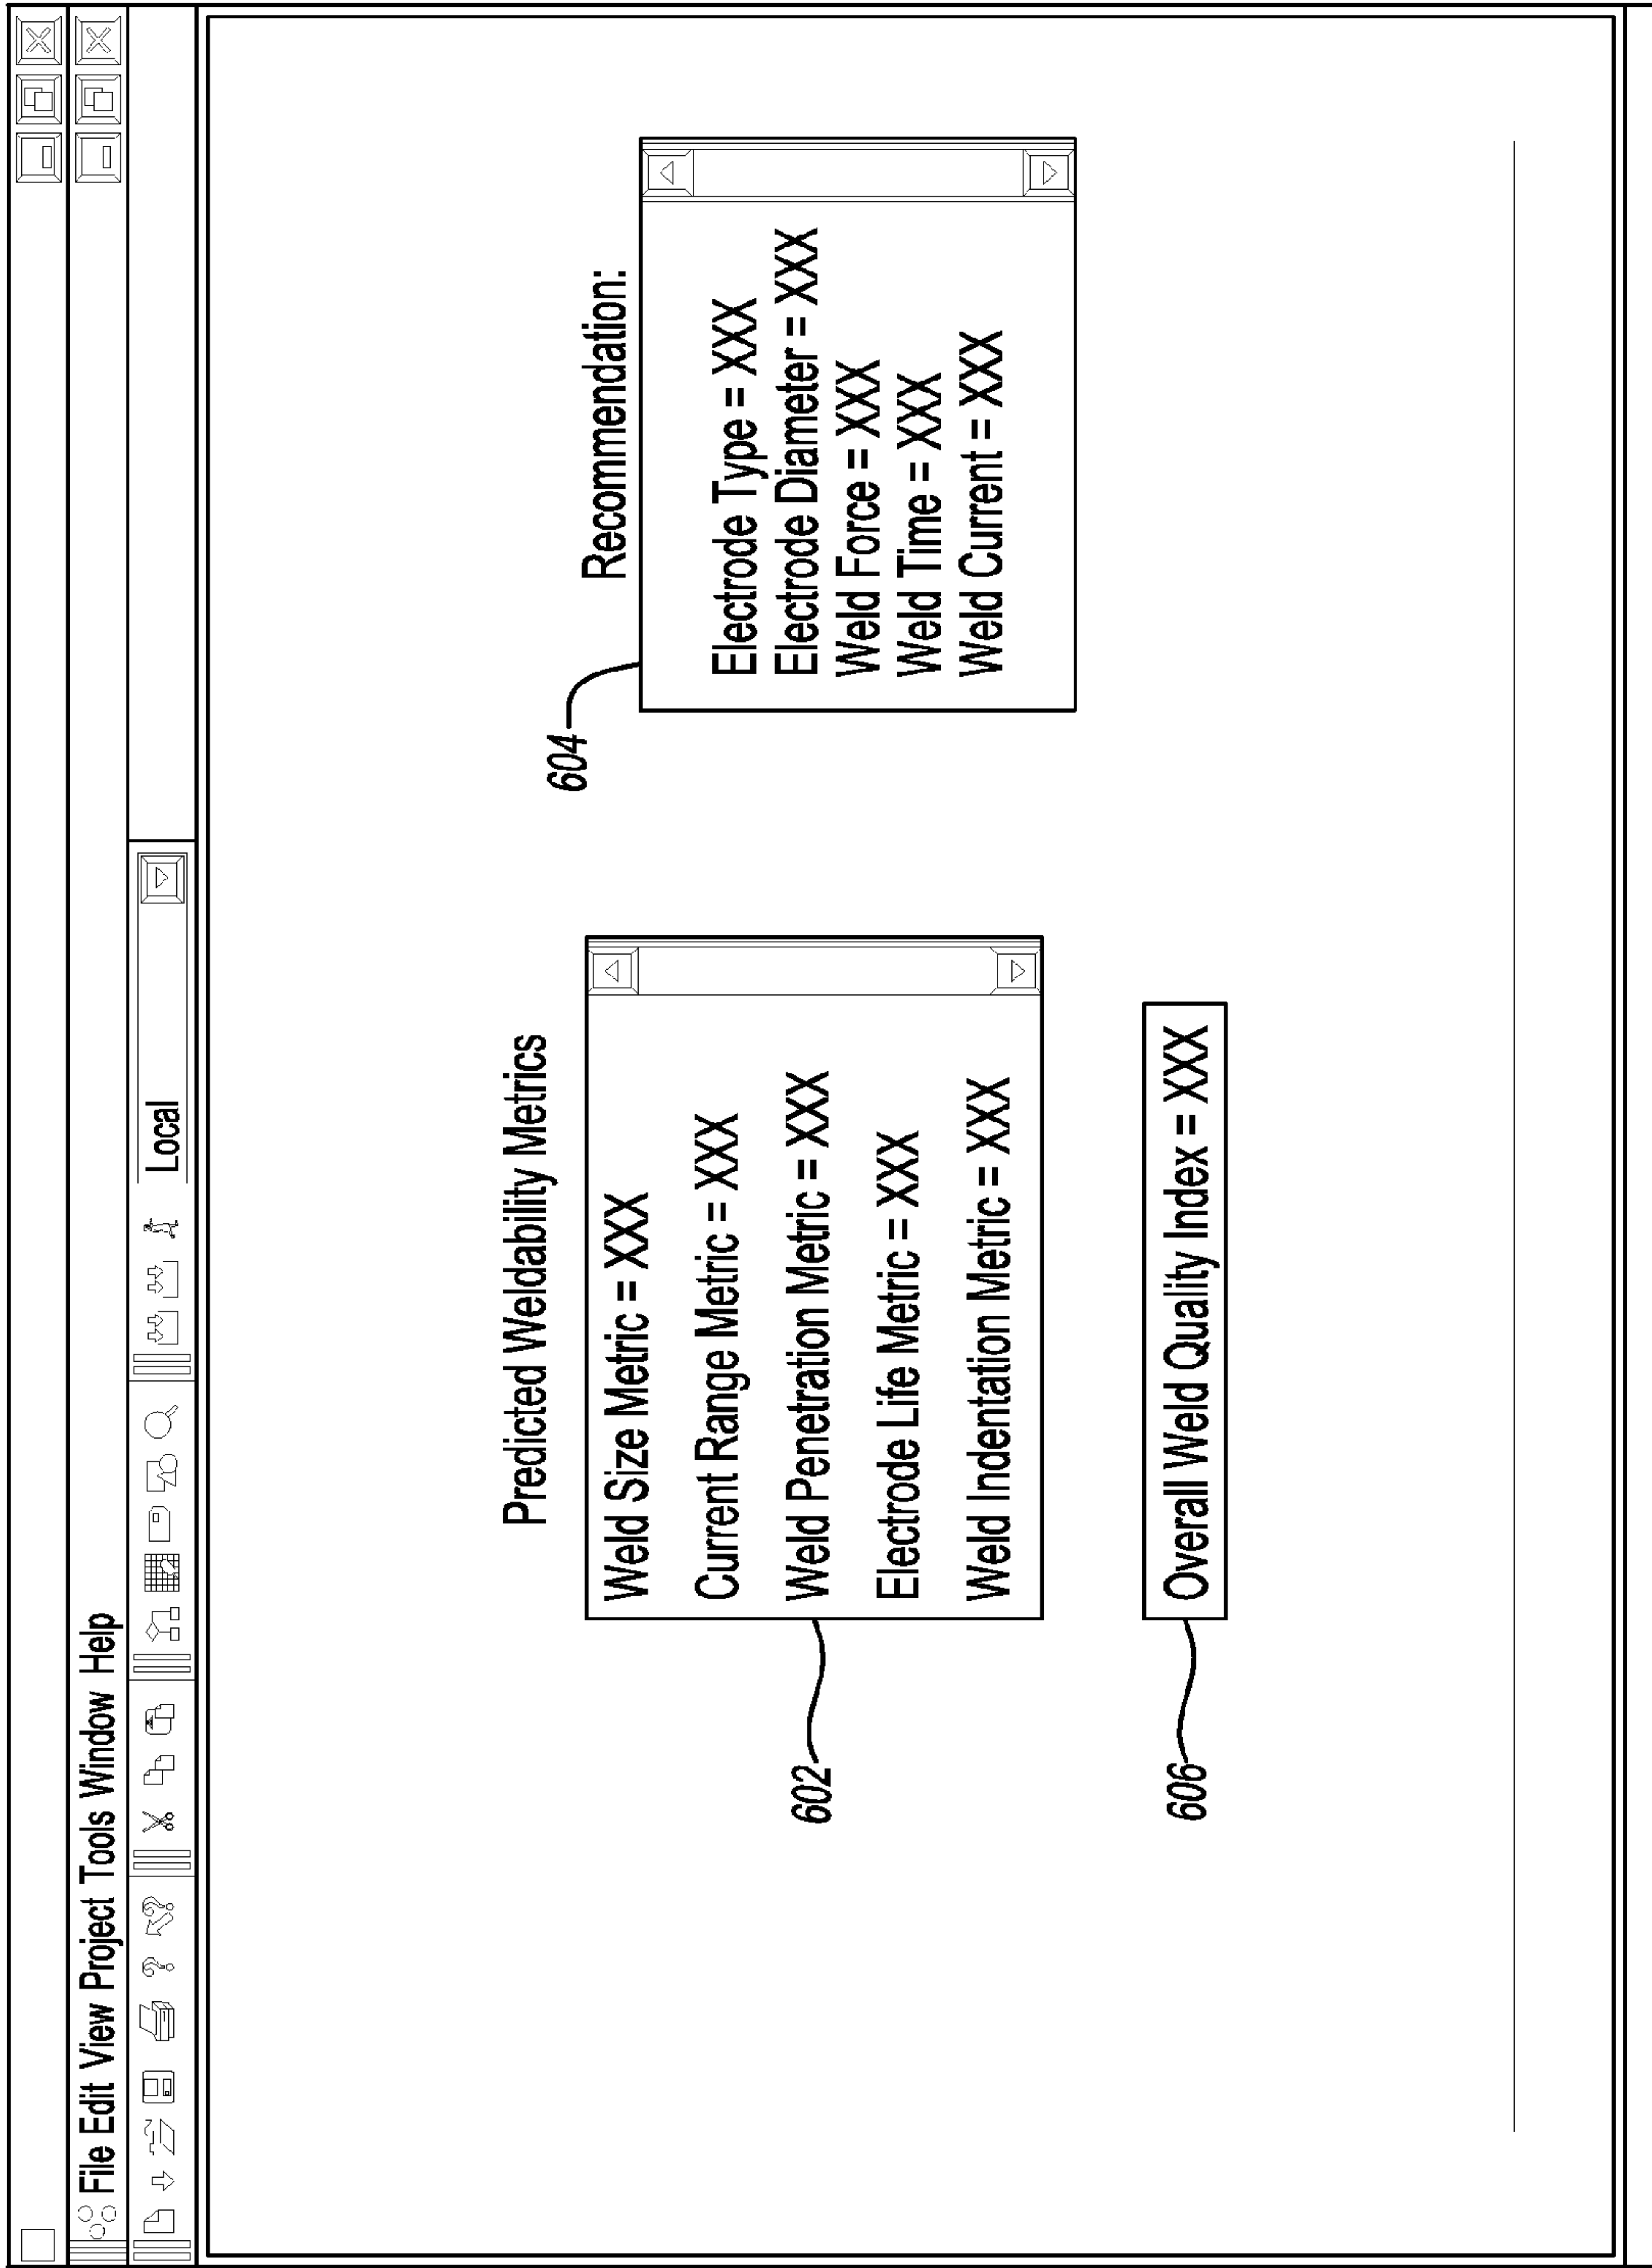 File Edit View Project Tools Window Help
Local
Predicted Weldability Metrics
Weld Size Metric = XXX
Current Range Metric = XXX
Weld Penetration Metric = XXX
Electrode Life Metric = XXX
Weld Indentation Metric = XXX
602
Overall Weld Quality Index = XXX
606
Recommendation:
604
Electrode Type = XXX
Electrode Diameter = XXX
Weld Force = XXX
Weld Time = XXX
Weld Current = XXX